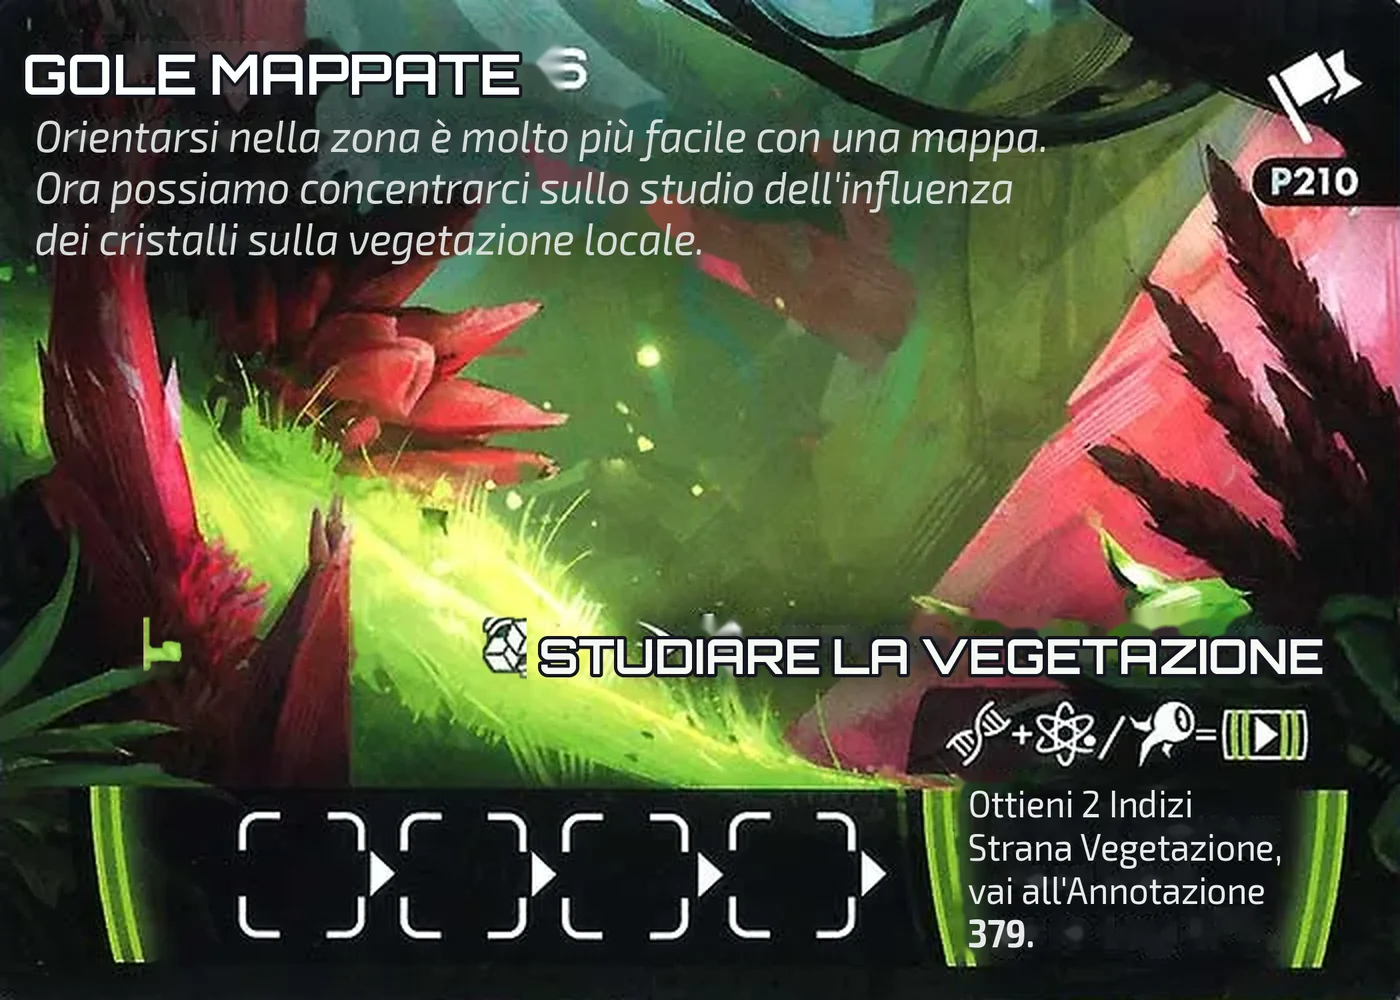 GOLE MAPPATE
Orientarsi nella zona è molto più facile con una mappa.
Ora possiamo concentrarci sullo studio dell'influenza
dei cristalli sulla vegetazione locale.
P210
STUDIARE LA VEGETAZIONE
+ / =
Ottieni 2 Indizi
Strana Vegetazione,
vai all'Annotazione
379.